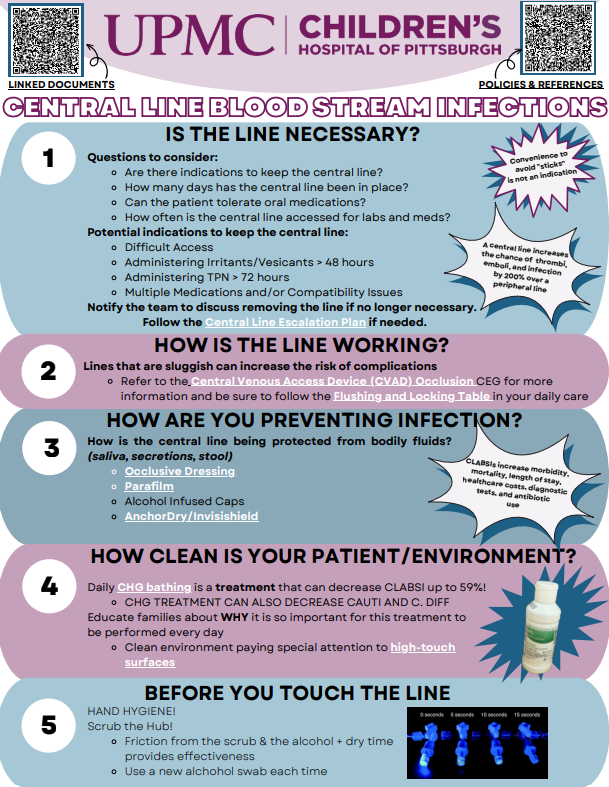 UPMC | CHILDREN'S
HOSPITAL OF PITTSBURGH
LINKED DOCUMENTS
POLICIES & REFERENCES
CENTRAL LINE BLOOD STREAM INFECTIONS
1
IS THE LINE NECESSARY?
Questions to consider:
Are there indications to keep the central line?
How many days has the central line been in place?
Can the patient tolerate oral medications?
How often is the central line accessed for labs and meds?
Potential indications to keep the central line:
Difficult Access
Administering Irritants/Vesicants > 48 hours
Administering TPN > 72 hours
Multiple Medications and/or Compatibility Issues
Notify the team to discuss removing the line if no longer necessary.
Follow the Central Line Escalation Plan if needed.
Convenience to
avoid "sticks"
is not an indication
A central line increases
the chance of thrombi,
emboli, and infection
by 200% over a
peripheral line
2
HOW IS THE LINE WORKING?
Lines that are sluggish can increase the risk of complications
Refer to the Central Venous Access Device (CVAD) Occlusion CEG for more
information and be sure to follow the Flushing and Locking Table in your daily care
3
HOW ARE YOU PREVENTING INFECTION?
How is the central line being protected from bodily fluids?
(saliva, secretions, stool)
Occlusive Dressing
Parafilm
Alcohol Infused Caps
AnchorDry/Invisishield
CLABSIs increase morbidity,
mortality, length of stay,
healthcare costs, diagnostic
tests, and antibiotic
use
4
HOW CLEAN IS YOUR PATIENT/ENVIRONMENT?
Daily CHG bathing is a treatment that can decrease CLABSI up to 59%!
CHG TREATMENT CAN ALSO DECREASE CAUTI AND C. DIFF
Educate families about WHY it is so important for this treatment to
be performed every day
Clean environment paying special attention to high-touch
surfaces
5
BEFORE YOU TOUCH THE LINE
HAND HYGIENE!
Scrub the Hub!
Friction from the scrub & the alcohol + dry time
provides effectiveness
Use a new alchohol swab each time
0 seconds 5 seconds 10 seconds 15 seconds